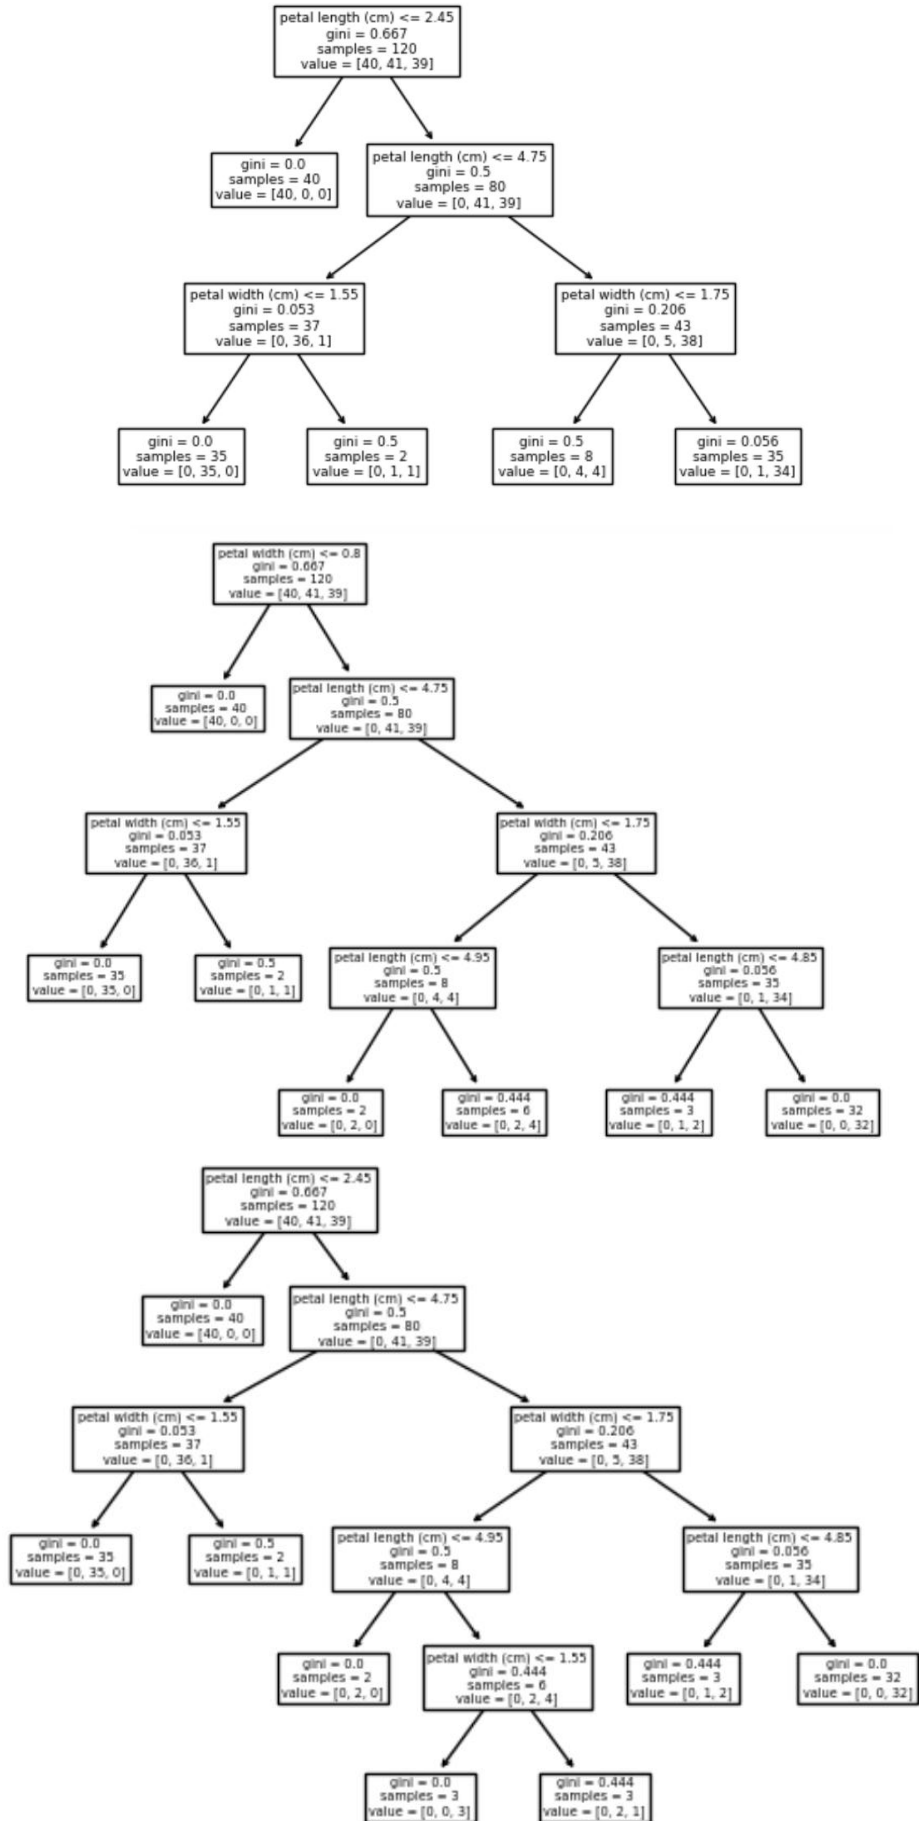 petal length (cm) <= 2.45
gini = 0.667
samples = 120
value = [40, 41, 39]
gini = 0.0
samples = 40
value = [40, 0, 0]
petal length (cm) <= 4.75
gini = 0.5
samples = 80
value = [0, 41, 39]
petal width (cm) <= 1.55
gini = 0.053
samples = 37
value = [0, 36, 1]
petal width (cm) <= 1.75
gini = 0.206
samples = 43
value = [0, 5, 38]
gini = 0.0
samples = 35
value = [0, 35, 0]
gini = 0.5
samples = 2
value = [0, 1, 1]
gini = 0.5
samples = 8
value = [0, 4, 4]
gini = 0.056
samples = 35
value = [0, 1, 34]
petal width (cm) <= 0.8
gini = 0.667
samples = 120
value = [40, 41, 39]
gini = 0.0
samples = 40
value = [40, 0, 0]
petal length (cm) <= 4.75
gini = 0.5
samples = 80
value = [0, 41, 39]
petal width (cm) <= 1.55
gini = 0.053
samples = 37
value = [0, 36, 1]
petal width (cm) <= 1.75
gini = 0.206
samples = 43
value = [0, 5, 38]
gini = 0.0
samples = 35
value = [0, 35, 0]
gini = 0.5
samples = 2
value = [0, 1, 1]
petal length (cm) <= 4.95
gini = 0.5
samples = 8
value = [0, 4, 4]
petal length (cm) <= 4.85
gini = 0.056
samples = 35
value = [0, 1, 34]
gini = 0.0
samples = 2
value = [0, 2, 0]
gini = 0.444
samples = 6
value = [0, 2, 4]
gini = 0.444
samples = 3
value = [0, 1, 2]
gini = 0.0
samples = 32
value = [0, 0, 32]
petal length (cm) <= 2.45
gini = 0.667
samples = 120
value = [40, 41, 39]
gini = 0.0
samples = 40
value = [40, 0, 0]
petal length (cm) <= 4.75
gini = 0.5
samples = 80
value = [0, 41, 39]
petal width (cm) <= 1.55
gini = 0.053
samples = 37
value = [0, 36, 1]
petal width (cm) <= 1.75
gini = 0.206
samples = 43
value = [0, 5, 38]
gini = 0.0
samples = 35
value = [0, 35, 0]
gini = 0.5
samples = 2
value = [0, 1, 1]
petal length (cm) <= 4.95
gini = 0.5
samples = 8
value = [0, 4, 4]
petal length (cm) <= 4.85
gini = 0.056
samples = 35
value = [0, 1, 34]
gini = 0.0
samples = 2
value = [0, 2, 0]
petal width (cm) <= 1.55
gini = 0.444
samples = 6
value = [0, 2, 4]
gini = 0.444
samples = 3
value = [0, 1, 2]
gini = 0.0
samples = 32
value = [0, 0, 32]
gini = 0.0
samples = 3
value = [0, 0, 3]
gini = 0.444
samples = 3
value = [0, 2, 1]